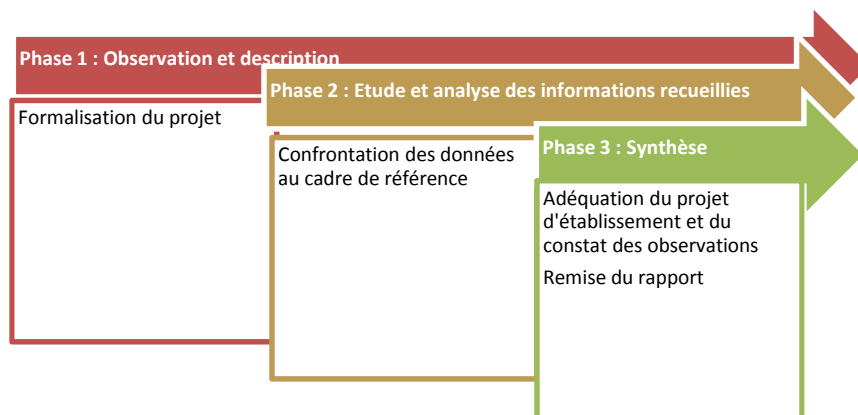 Phase 1 : Observation et description
Formalisation du projet
Phase 2 : Etude et analyse des informations recueillies
Confrontation des données
au cadre de référence
Phase 3 : Synthèse
Adéquation du projet
d'établissement et du
constat des observations
Remise du rapport